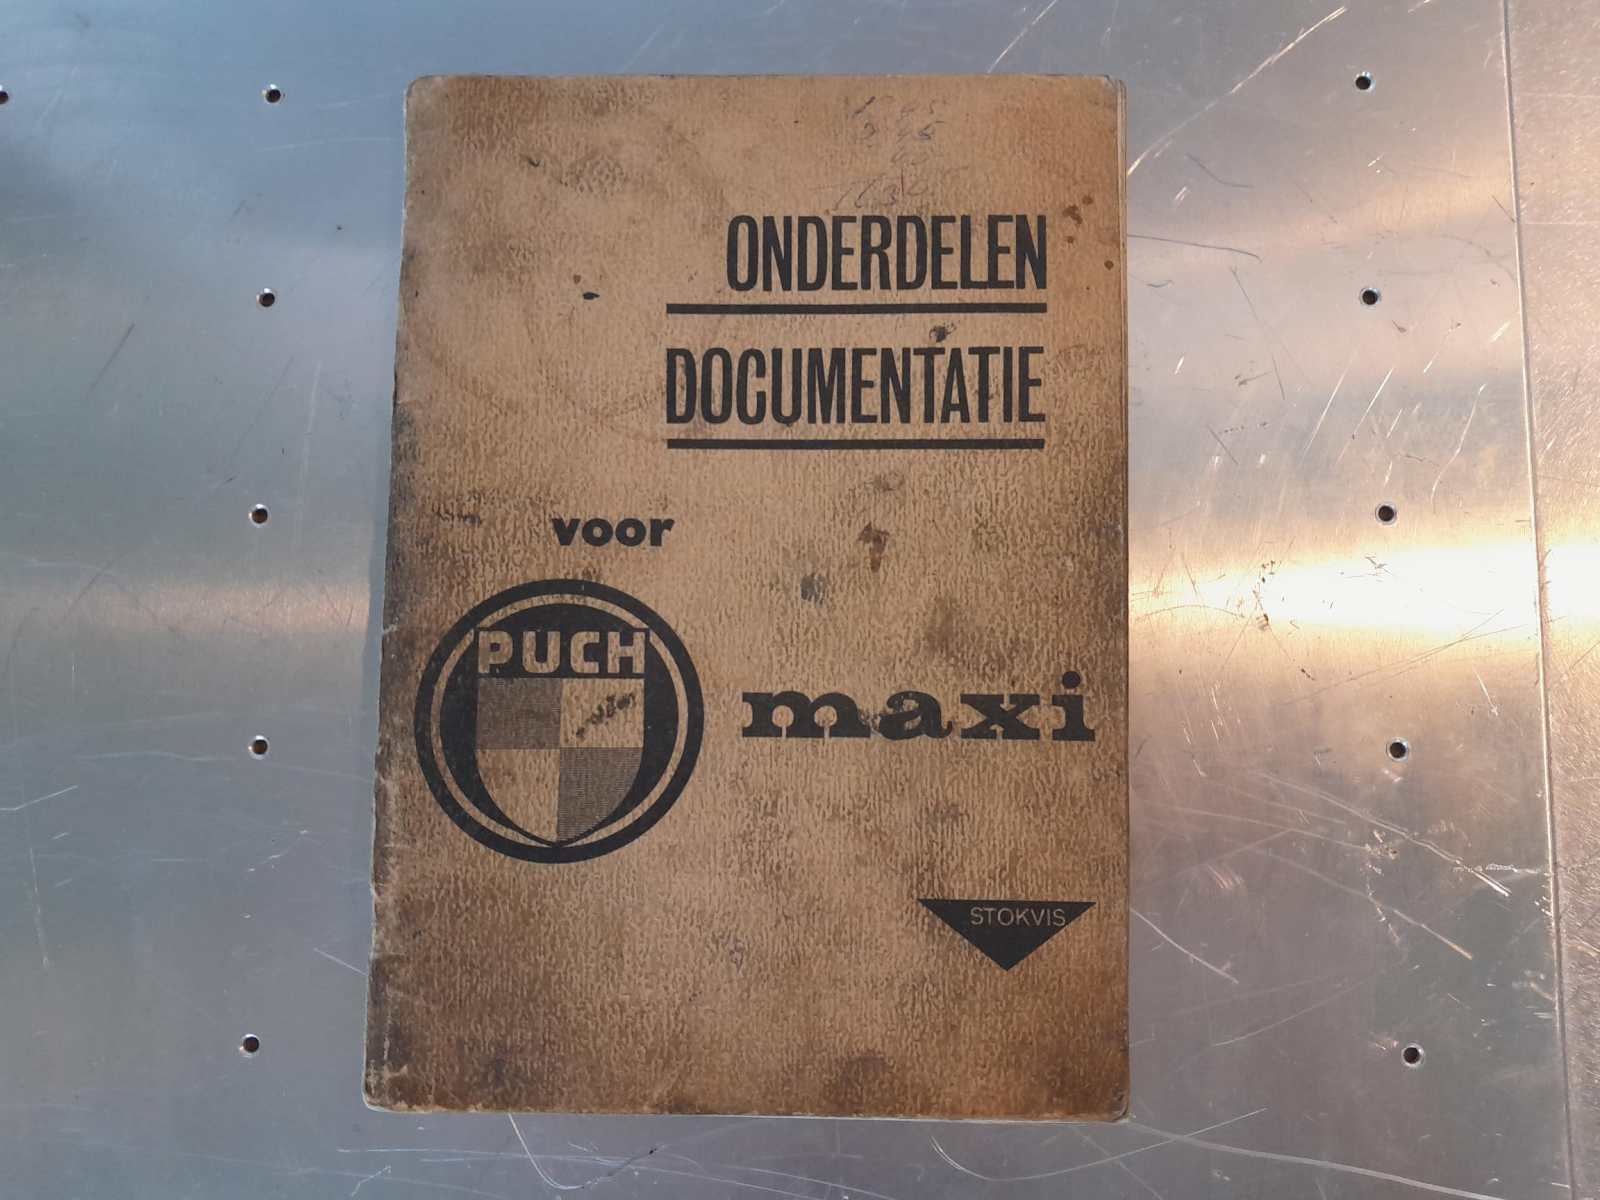 ONDERDELEN
DOCUMENTATIE
voor
PUCH
maxi
STOKVIS